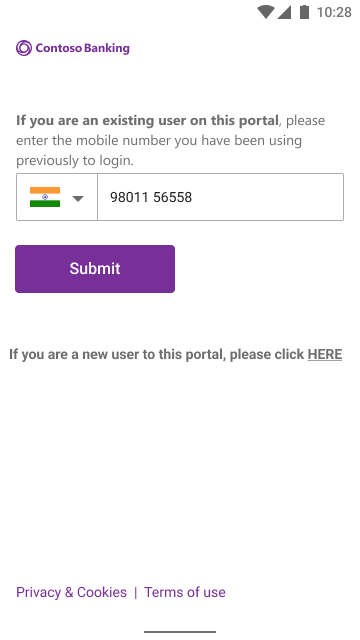 10:28
Contoso Banking
If you are an existing user on this portal, please
enter the mobile number you have been using
previously to login.
98011 56558
Submit
If you are a new user to this portal, please click HERE
Privacy & Cookies | Terms of use